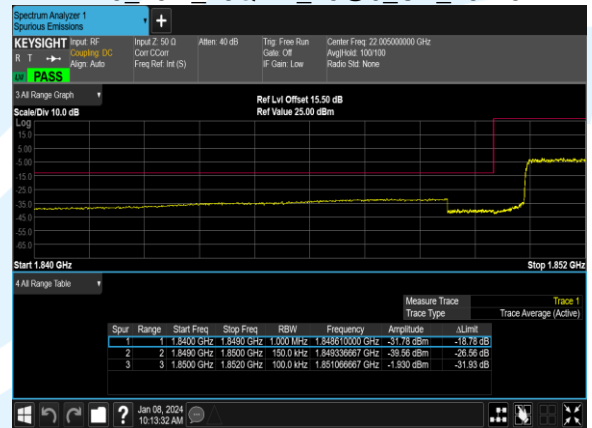 Spectrum Analyzer 1
Spurious Emissions
+
KEYSIGHT Input: RF Input Z: 50 Ω Atten: 40 dB Trig: Free Run Center Freq: 22.005000000 GHz
R T Coupling: DC Corr CCorr Gate: Off Avg|Hold: 100/100
Align: Auto Freq Ref: Int (S) IF Gain: Low Radio Std: None
PASS
3 All Range Graph
Ref Lvl Offset 15.50 dB
Scale/Div 10.0 dB Ref Value 25.00 dBm
Log
15.0
5.00
-5.00
-15.0
-25.0
-35.0
-45.0
-55.0
-65.0
Start 1.840 GHz Stop 1.852 GHz
4 All Range Table
Measure Trace Trace 1
Trace Type Trace Average (Active)
Spur Range Start Freq Stop Freq RBW Frequency Amplitude ΔLimit
1 1 1.8400 GHz 1.8490 GHz 1.000 MHz 1.848610000 GHz -31.78 dBm -18.78 dB
2 2 1.8490 GHz 1.8500 GHz 150.0 kHz 1.849336667 GHz -39.56 dBm -26.56 dB
3 3 1.8500 GHz 1.8520 GHz 100.0 kHz 1.851066667 GHz -1.930 dBm -31.93 dB
? Jan 08, 2024
10:13:32 AM